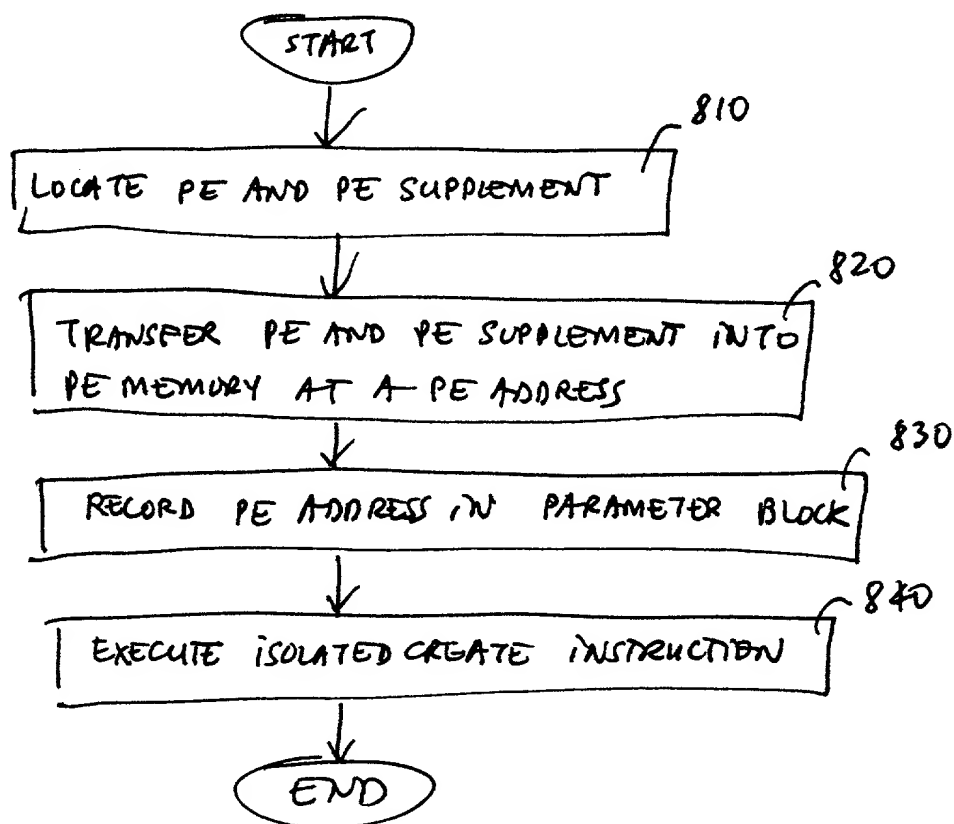 START
810
LOCATE PE AND PE SUPPLEMENT
820
TRANSFER PE AND PE SUPPLEMENT INTO
PE MEMORY AT A PE ADDRESS
830
RECORD PE ADDRESS IN PARAMETER BLOCK
840
EXECUTE ISOLATED CREATE INSTRUCTION
END